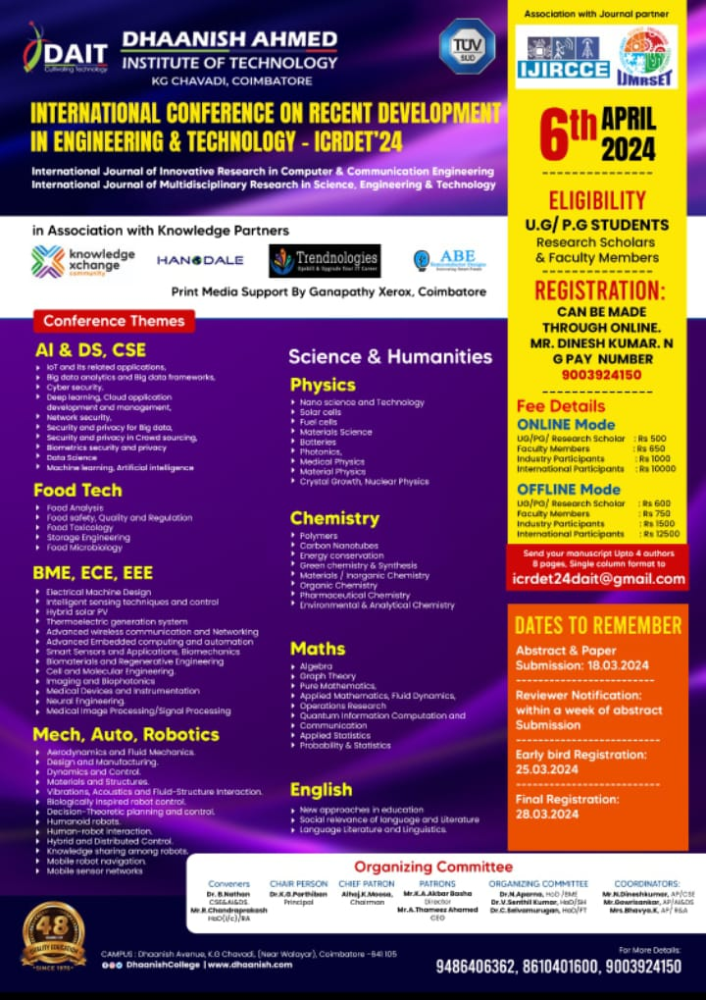 DAIT
Cultivating Technology
DHAANISH AHMED
INSTITUTE OF TECHNOLOGY
KG CHAVADI, COIMBATORE
TÜV
SÜD
INTERNATIONAL CONFERENCE ON RECENT DEVELOPMENT
IN ENGINEERING & TECHNOLOGY - ICRDET'24
International Journal of Innovative Research in Computer & Communication Engineering
International Journal of Multidisciplinary Research in Science, Engineering & Technology
in Association with Knowledge Partners
knowledge
xchange
community
HANODALE
Trendnologies
Upskill & Upgrade Your IT Career
ABE
Semiconductor Designs
Print Media Support By Ganapathy Xerox, Coimbatore
Conference Themes
AI & DS, CSE
IoT and its related applications,
Big data analytics and Big data frameworks,
Cyber security,
Deep learning, Cloud application
development and management,
Network security,
Security and privacy for Big data,
Security and privacy in Crowd sourcing,
Biometrics security and privacy
Data Science
Machine learning, Artificial intelligence
Food Tech
Food Analysis
Food safety, Quality and Regulation
Food Toxicology
Storage Engineering
Food Microbiology
BME, ECE, EEE
Electrical Machine Design
Intelligent sensing techniques and control
Hybrid solar PV
Thermoelectric generation system
Advanced wireless communication and Networking
Advanced Embedded computing and automation
Smart Sensors and Applications, Biomechanics
Biomaterials and Regenerative Engineering
Cell and Molecular Engineering.
Imaging and Biophotonics
Medical Devices and Instrumentation
Neural Engineering.
Medical Image Processing/Signal Processing
Mech, Auto, Robotics
Aerodynamics and Fluid Mechanics.
Design and Manufacturing.
Dynamics and Control.
Materials and Structures.
Vibrations, Acoustics and Fluid-Structure Interaction.
Biologically inspired robot control.
Decision-Theoretic planning and control.
Humanoid robots.
Human-robot interaction.
Hybrid and Distributed Control.
Knowledge sharing among robots.
Mobile robot navigation.
Mobile sensor networks
Science & Humanities
Physics
Nano science and Technology
Solar cells
Fuel cells
Materials Science
Batteries
Photonics,
Medical Physics
Material Physics
Crystal Growth, Nuclear Physics
Chemistry
Polymers
Carbon Nanotubes
Energy conservation
Green chemistry & Synthesis
Materials / Inorganic Chemistry
Organic Chemistry
Pharmaceutical Chemistry
Environmental & Analytical Chemistry
Maths
Algebra
Graph Theory
Pure Mathematics,
Applied Mathematics, Fluid Dynamics,
Operations Research
Quantum Information Computation and
Communication
Applied Statistics
Probability & Statistics
English
New approaches in education
Social relevance of language and Literature
Language Literature and Linguistics.
Association with Journal partner
IJIRCCE
IJMRSET
6th APRIL
2024
ELIGIBILITY
U.G/ P.G STUDENTS
Research Scholars
& Faculty Members
REGISTRATION:
CAN BE MADE
THROUGH ONLINE.
MR. DINESH KUMAR. N
G PAY NUMBER
9003924150
Fee Details
ONLINE Mode
UG/PG/ Research Scholar : Rs 500
Faculty Members : Rs 650
Industry Participants : Rs 1000
International Participants : Rs 10000
OFFLINE Mode
UG/PG/ Research Scholar : Rs 600
Faculty Members : Rs 750
Industry Participants : Rs 1500
International Participants : Rs 12500
Send your manuscript Upto 4 authors
8 pages, Single column format to
icrdet24dait@gmail.com
DATES TO REMEMBER
Abstract & Paper
Submission: 18.03.2024
Reviewer Notification:
within a week of abstract
Submission
Early bird Registration:
25.03.2024
Final Registration:
28.03.2024
Organizing Committee
Conveners
Dr. B.Nathan
CSE&AI&DS.
Mr.R.Chandraprakash
HoD(I/c)/RA
CHAIR PERSON
Dr.K.G.Parthiban
Principal
CHIEF PATRON
Alhaj.K.Moosa,
Chairman
PATRONS
Mr.K.A.Akbar Basha
Director
Mr.A.Thameez Ahamed
CEO
ORGANIZING COMMITTEE
Dr.N.Aparna, HoD /BME
Dr.V.Senthil Kumar, HoD/SH
Dr.C.Selvamurugan, HoD/FT
COORDINATORS:
Mr.N.Dineshkumar, AP/CSE
Mr.Gowrisankar, AP/AI&DS
Mrs.Bhavya.K, AP/ R&A
48
QUALITY EDUCATION
SINCE 1975
CAMPUS : Dhaanish Avenue, K.G Chavadi, (Near Walayar), Coimbatore -641 105
DhaanishCollege | www.dhaanish.com
For More Details:
9486406362, 8610401600, 9003924150